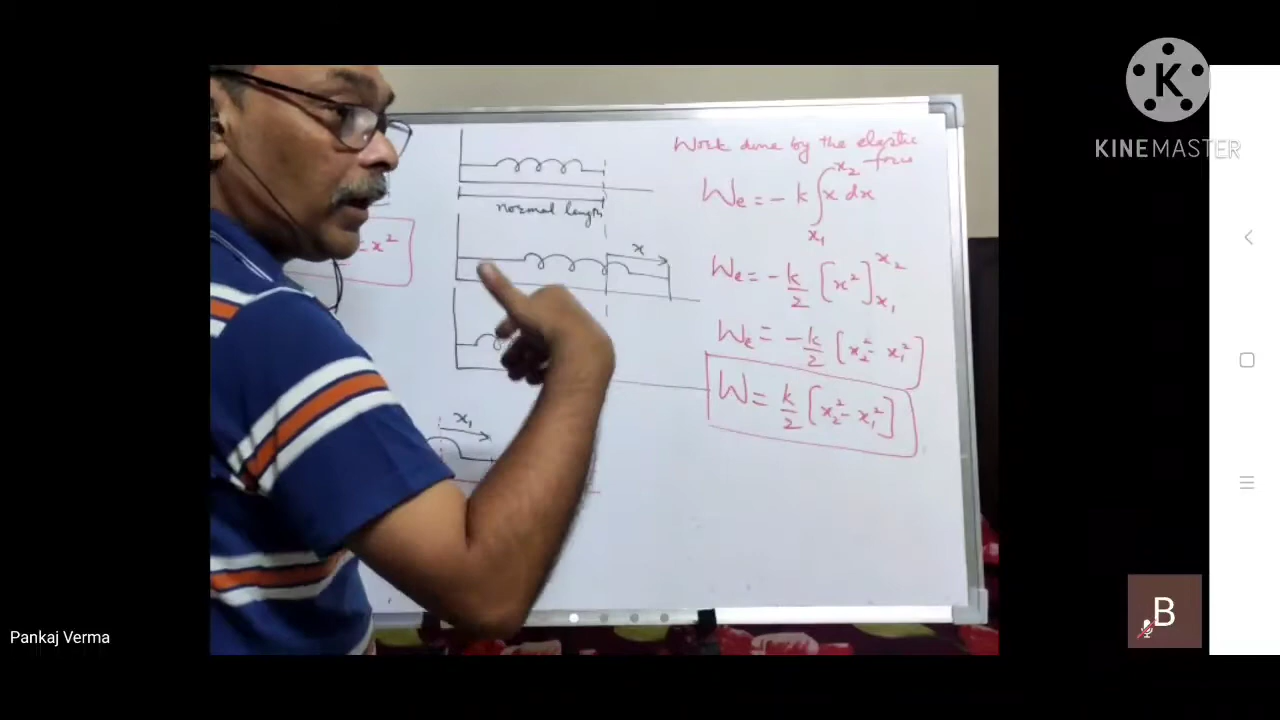 K
KINEMASTER
Work done by the elastic
force
We = - k ∫ x dx
x2
x1
normal length
x
= x²
We = - k/2 [x²]
x2
x1
We = - k/2 [x2² - x1²]
W = k/2 [x2² - x1²]
x1
B
Pankaj Verma